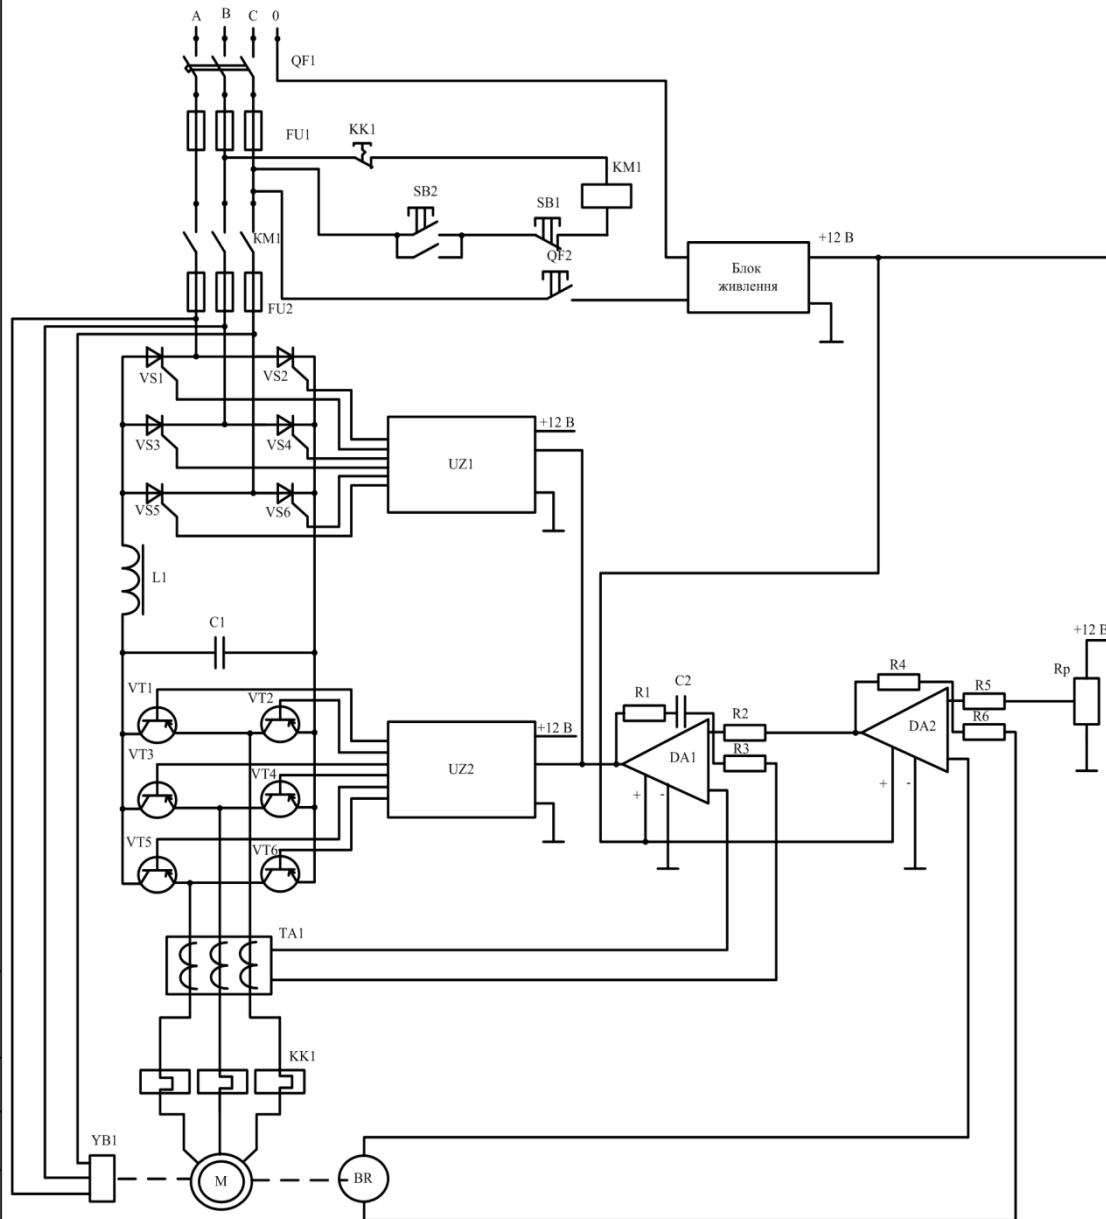 A B C 0
QF1
FU1
KK1
KM1
SB2
SB1
KM1
QF2
+12 В
Блок
живлення
FU2
VS1
VS2
+12 В
VS3
VS4
UZ1
VS5
VS6
L1
C1
+12 В
Rp
VT1
VT2
R1
C2
R4
R5
R2
R6
DA2
+12 В
VT3
R3
DA1
UZ2
VT4
+ -
+ -
VT5
VT6
TA1
KK1
YB1
M
BR